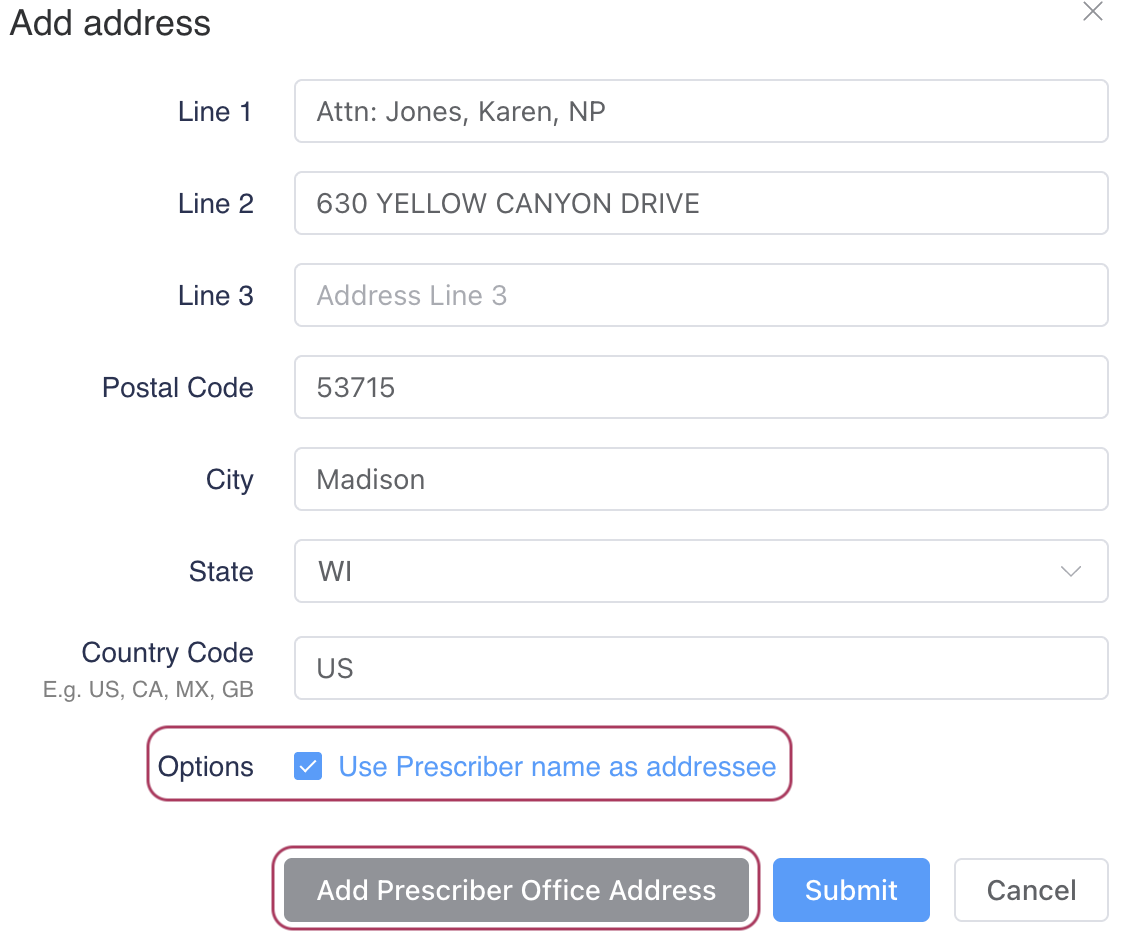 Add address
Line 1 Attn: Jones, Karen, NP
Line 2 630 YELLOW CANYON DRIVE
Line 3 Address Line 3
Postal Code 53715
City Madison
State WI
Country Code
E.g. US, CA, MX, GB US
Options Use Prescriber name as addressee
Add Prescriber Office Address Submit Cancel